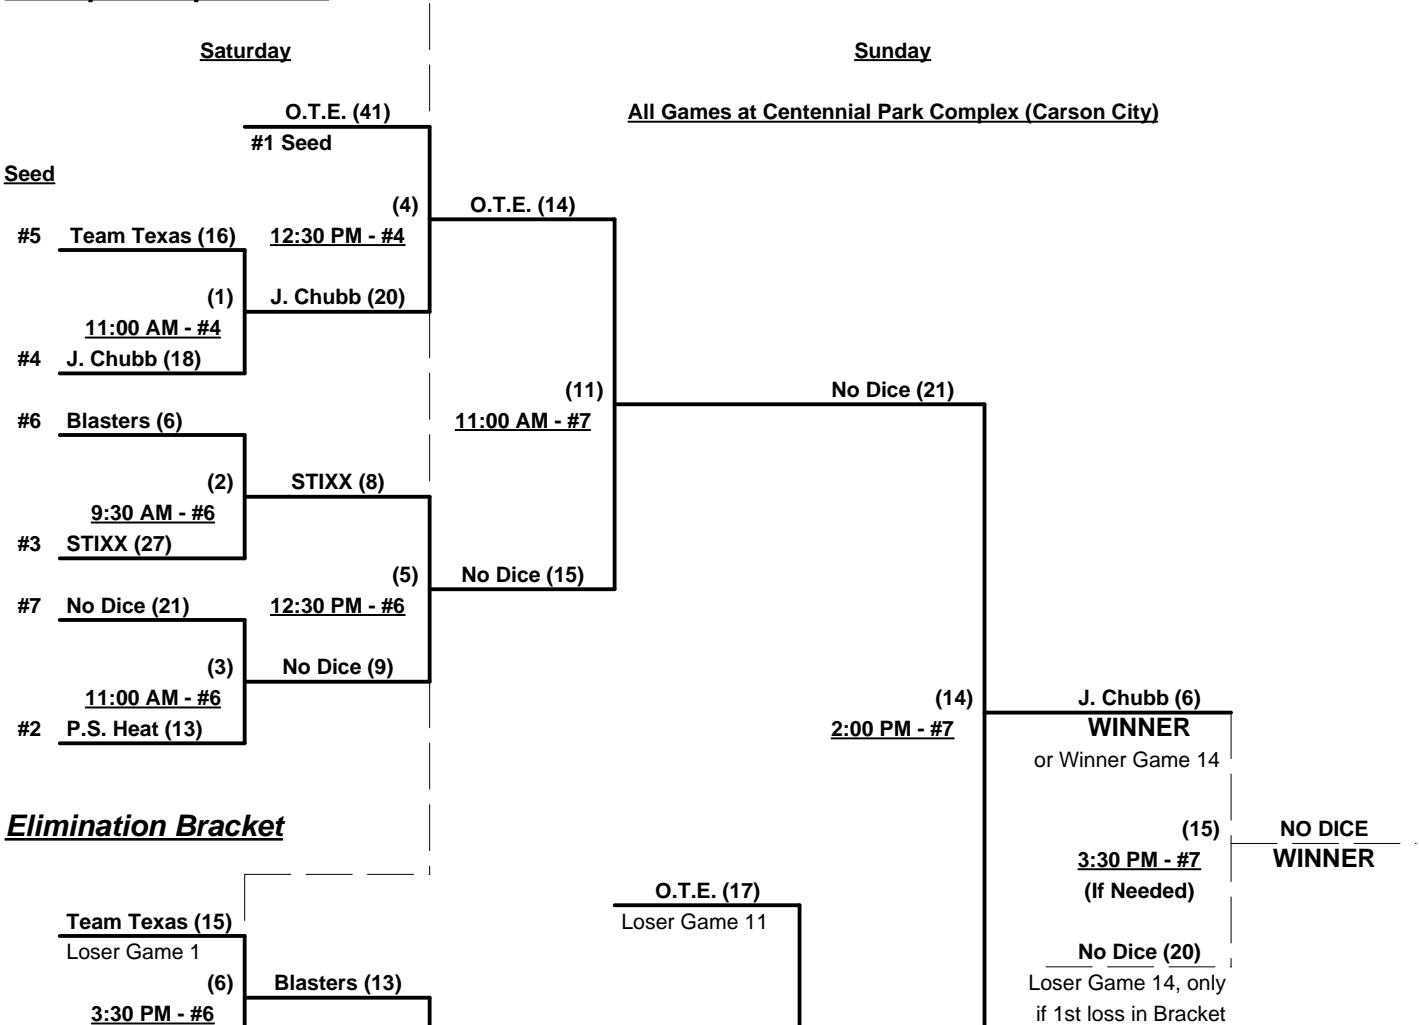 Saturday
Sunday
O.T.E. (41)
All Games at Centennial Park Complex (Carson City)
#1 Seed
Seed
(4)
O.T.E. (14)
#5 Team Texas (16)
12:30 PM - #4
(1)
J. Chubb (20)
11:00 AM - #4
#4 J. Chubb (18)
(11)
No Dice (21)
#6 Blasters (6)
11:00 AM - #7
(2)
STIXX (8)
9:30 AM - #6
#3 STIXX (27)
(5)
No Dice (15)
#7 No Dice (21)
12:30 PM - #6
(3)
No Dice (9)
11:00 AM - #6
(14)
J. Chubb (6)
#2 P.S. Heat (13)
2:00 PM - #7
WINNER
or Winner Game 14
Elimination Bracket
(15)
NO DICE
3:30 PM - #7
WINNER
(If Needed)
O.T.E. (17)
Team Texas (15)
Loser Game 11
Loser Game 1
No Dice (20)
(6)
Blasters (13)
Loser Game 14, only
3:30 PM - #6
if 1st loss in Bracket